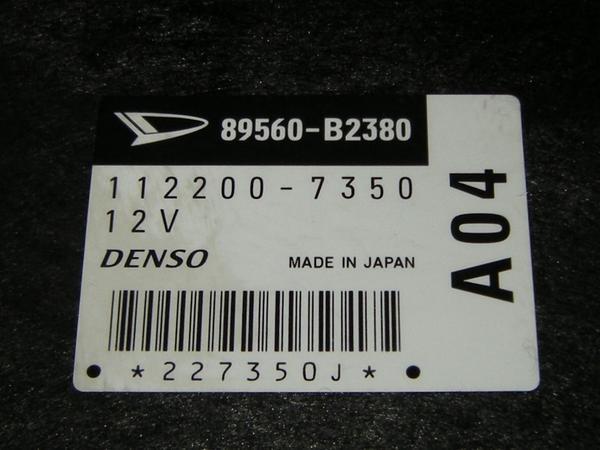 89560-B2380
112200-7350
12V
DENSO MADE IN JAPAN
*227350J*
A04